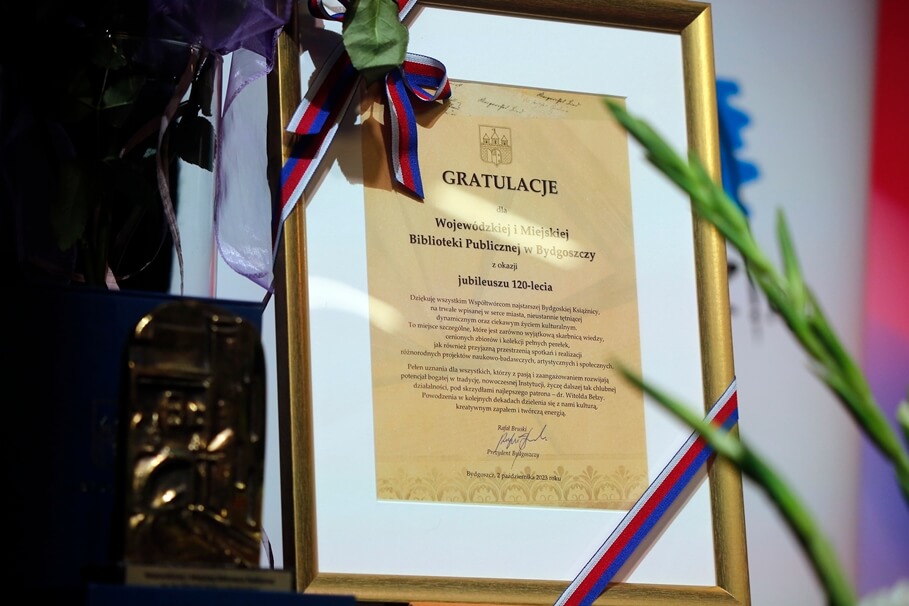 GRATULACJE
dla
Wojewódzkiej i Miejskiej
Biblioteki Publicznej w Bydgoszczy
z okazji
jubileuszu 120-lecia
Dziękuję wszystkim Współtwórcom najstarszej Bydgoskiej Książnicy,
na trwałe wpisanej w serce miasta, nieustannie tętniącej
dynamicznym oraz ciekawym życiem kulturalnym.
To miejsce szczególne, które jest zarówno wyjątkową skarbnicą wiedzy,
cenionych zbiorów i kolekcji pełnych perełek,
jak również przyjazną przestrzenią spotkań i realizacji
różnorodnych projektów naukowo-badawczych, artystycznych i społecznych.
Pełen uznania dla wszystkich, którzy z pasją i zaangażowaniem rozwijają
potencjał bogatej w tradycję, nowoczesnej Instytucji, życzę dalszej tak chlubnej
działalności, pod skrzydłami najlepszego patrona – dr. Witolda Bełzy.
Powodzenia w kolejnych dekadach dzielenia się z nami kulturą,
kreatywnym zapałem i twórczą energią.
Rafał Bruski
Prezydent Bydgoszczy
Bydgoszcz, 2 października 2023 roku